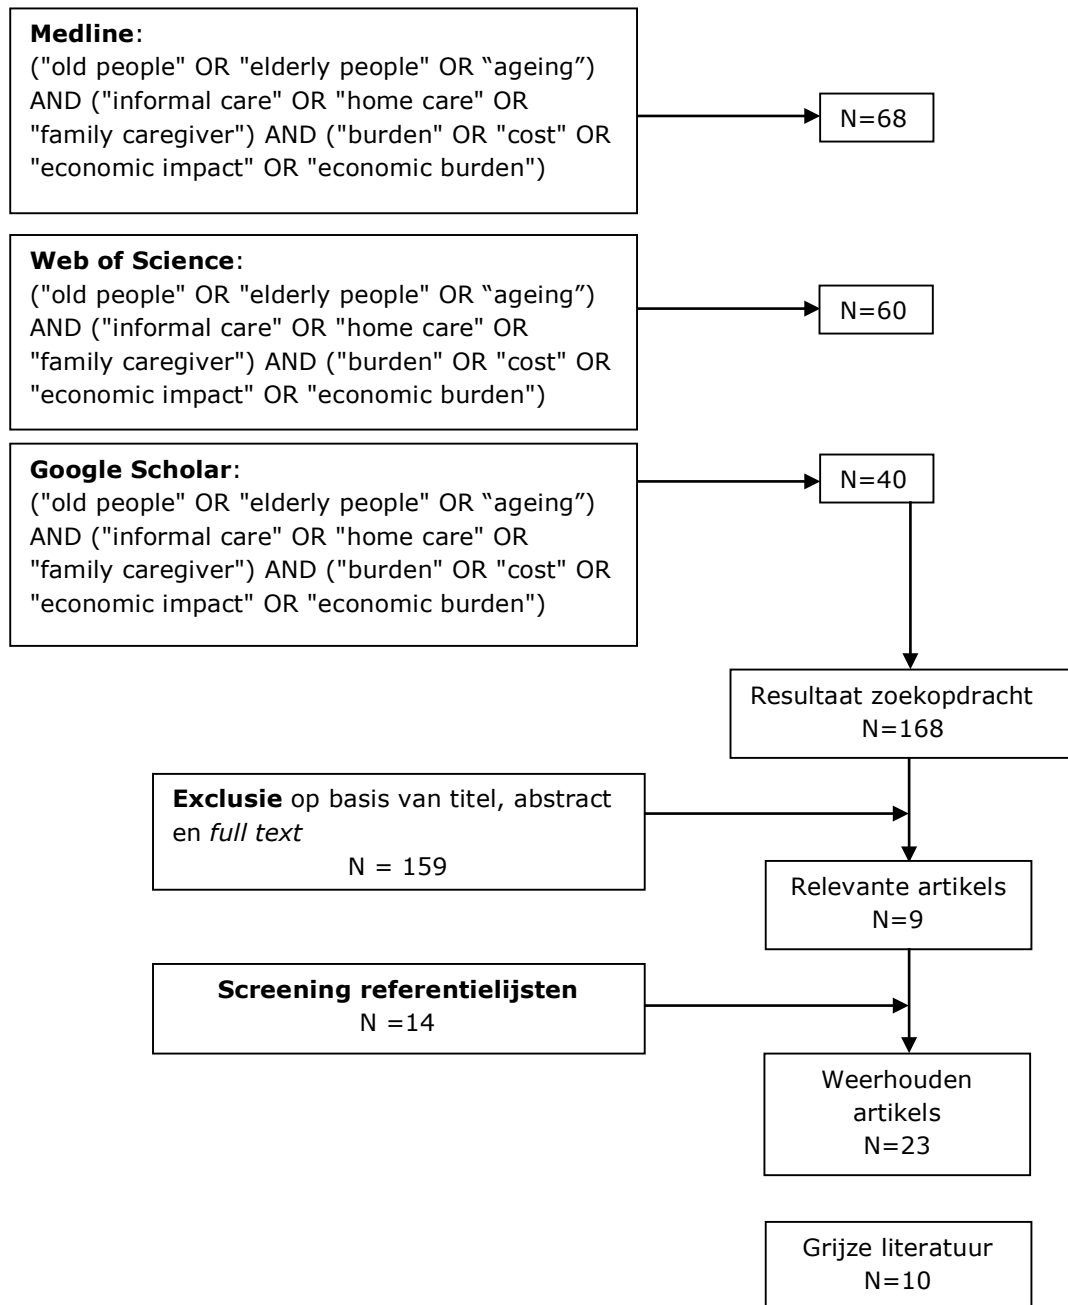 Medline:
("old people" OR "elderly people" OR “ageing”)
AND ("informal care" OR "home care" OR
"family caregiver") AND ("burden" OR "cost" OR
"economic impact" OR "economic burden")
N=68
Web of Science:
("old people" OR "elderly people" OR “ageing”)
AND ("informal care" OR "home care" OR
"family caregiver") AND ("burden" OR "cost" OR
"economic impact" OR "economic burden")
N=60
Google Scholar:
("old people" OR "elderly people" OR “ageing”)
AND ("informal care" OR "home care" OR
"family caregiver") AND ("burden" OR "cost" OR
"economic impact" OR "economic burden")
N=40
Resultaat zoekopdracht
N=168
Exclusie op basis van titel, abstract
en full text
N = 159
Relevante artikels
N=9
Screening referentielijsten
N =14
Weerhouden
artikels
N=23
Grijze literatuur
N=10